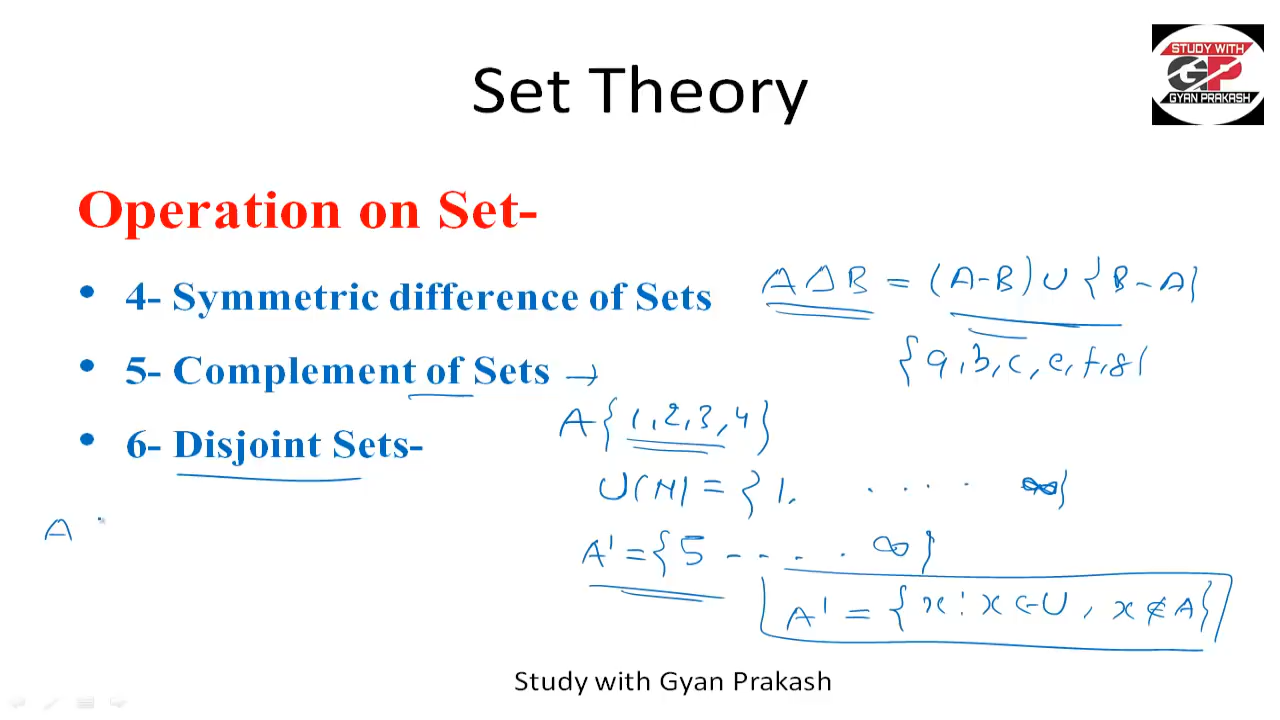 STUDY WITH
GP
GYAN PRAKASH
Set Theory
Operation on Set-
• 4- Symmetric difference of Sets
A Δ B = (A-B) ∪ {B-A}
{a,b,c,e,f,g}
• 5- Complement of Sets →
A{1,2,3,4}
• 6- Disjoint Sets-
U(N) = {1, . . . . ∞}
A
A' = {5 - - - . ∞}
A' = {x : x ∈ U, x ∉ A}
Study with Gyan Prakash